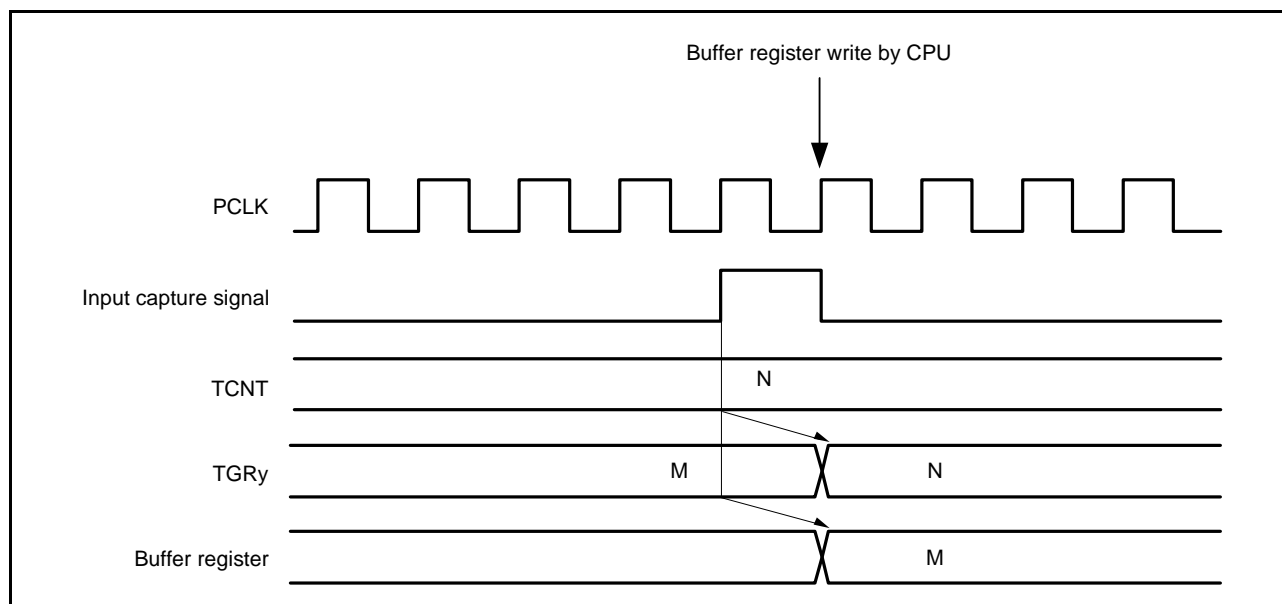 Buffer register write by CPU
PCLK
Input capture signal
TCNT
N
TGRy
M
N
Buffer register
M